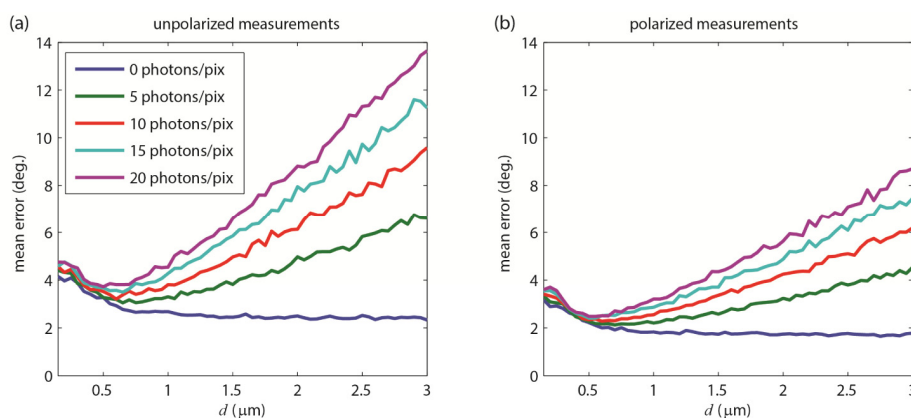 (a) unpolarized measurements
14
12
10
8
6
4
2
0
mean error (deg.)
0 photons/pix
5 photons/pix
10 photons/pix
15 photons/pix
20 photons/pix
0.5 1 1.5 2 2.5 3
d (μm)
(b) polarized measurements
14
12
10
8
6
4
2
0
mean error (deg.)
0.5 1 1.5 2 2.5 3
d (μm)